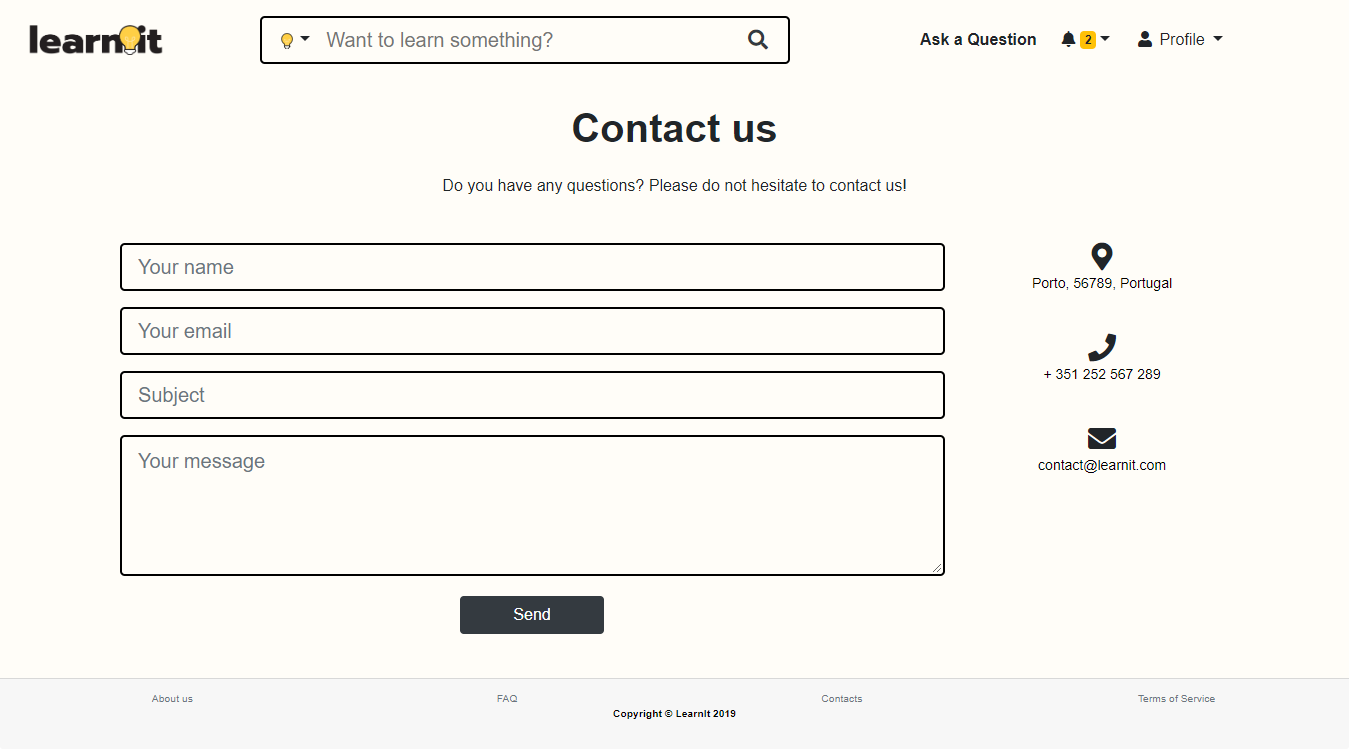 learnit
Want to learn something?
Ask a Question
2
Profile
Contact us
Do you have any questions? Please do not hesitate to contact us!
Your name
Your email
Subject
Your message
Send
Porto, 56789, Portugal
+ 351 252 567 289
contact@learnit.com
About us
FAQ
Contacts
Terms of Service
Copyright © LearnIt 2019